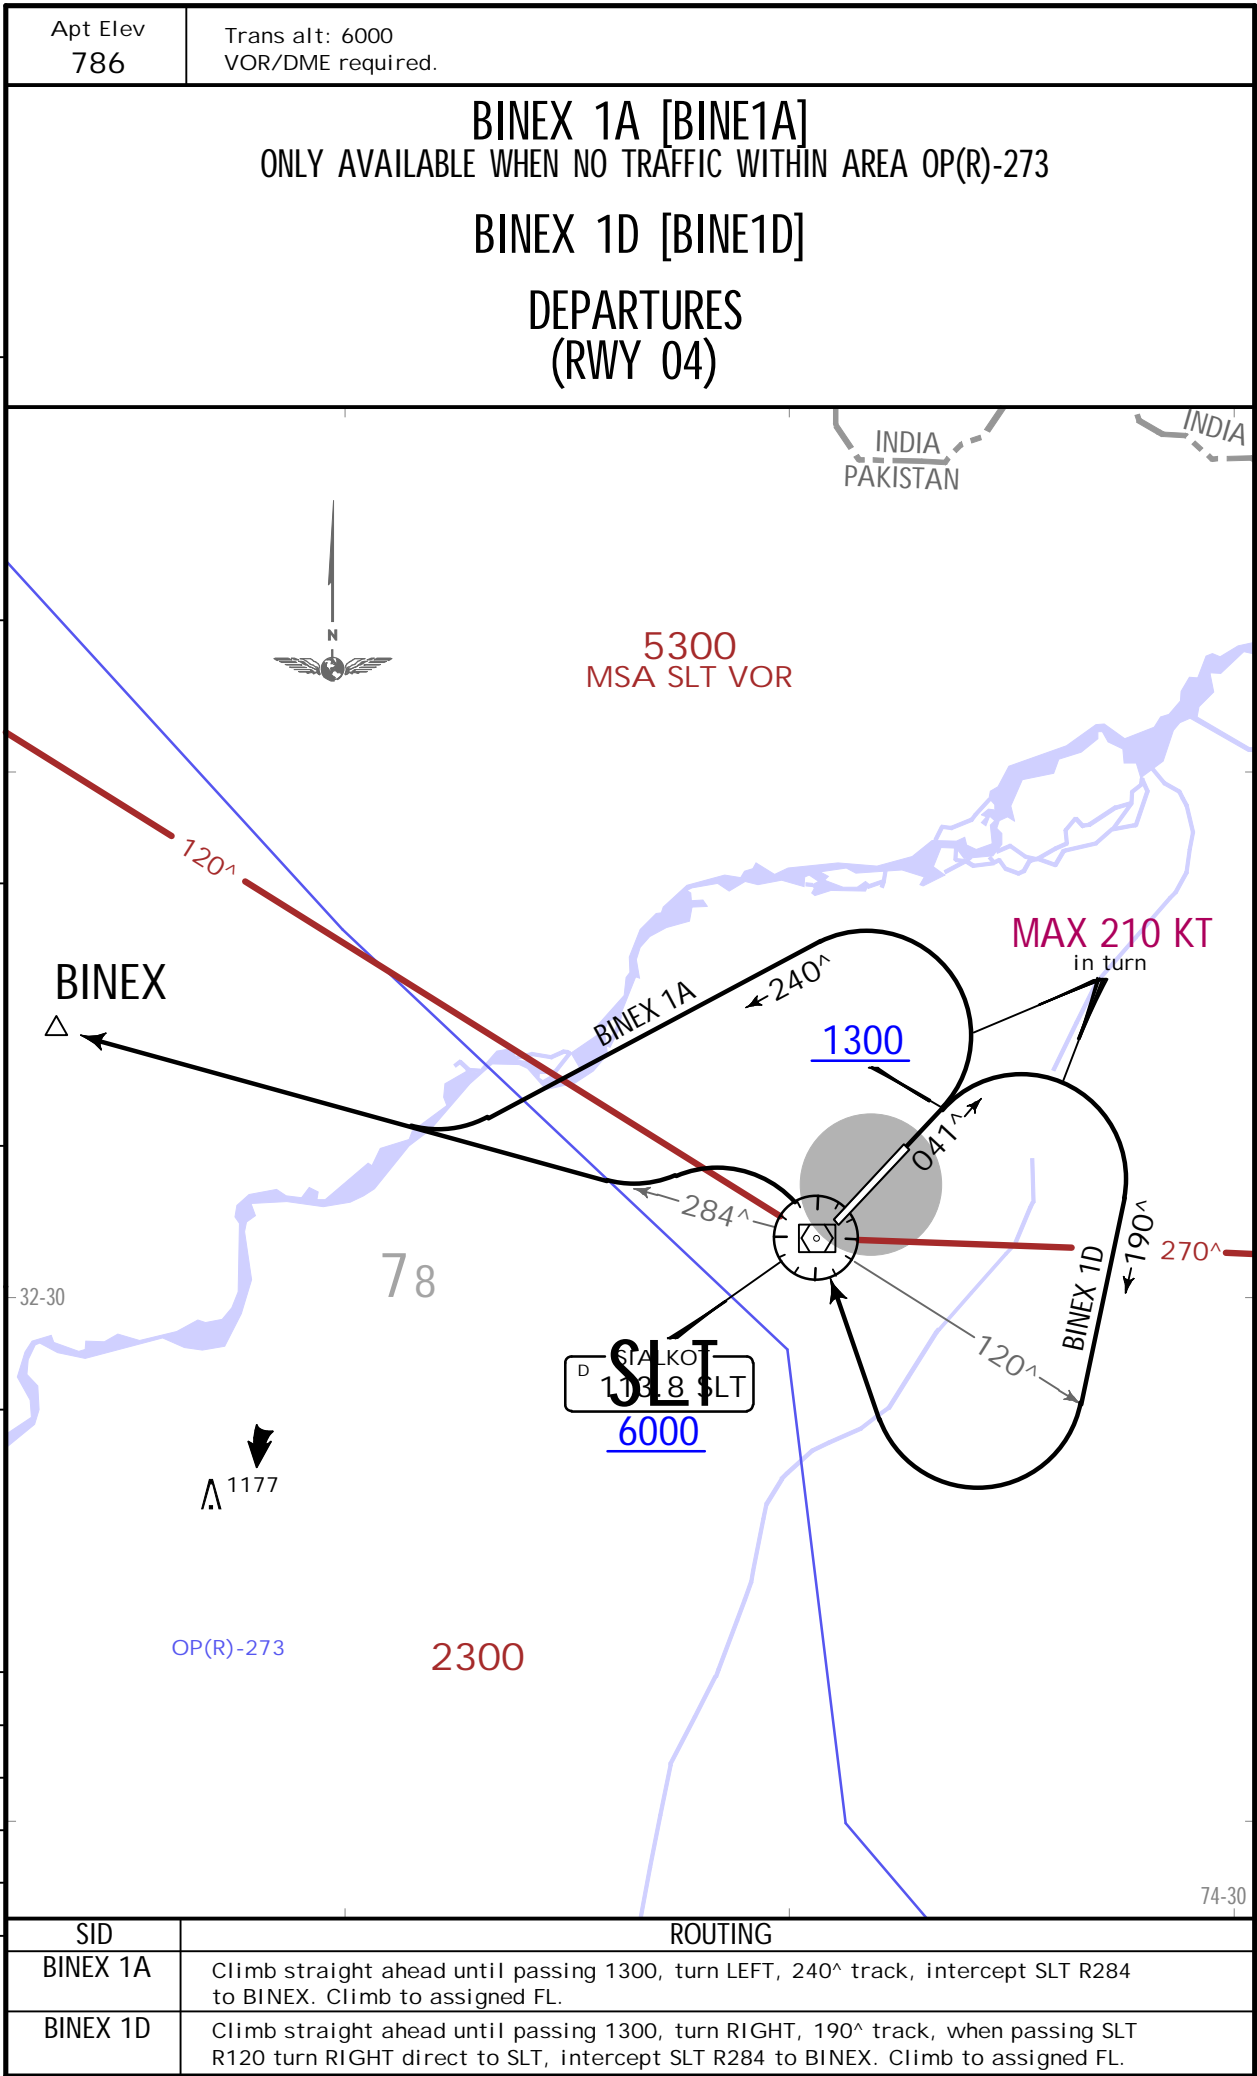 Apt Elev
786
Trans alt: 6000
VOR/DME required.
BINEX 1A [BINE1A]
ONLY AVAILABLE WHEN NO TRAFFIC WITHIN AREA OP(R)-273
BINEX 1D [BINE1D]
DEPARTURES
(RWY 04)
INDIA
PAKISTAN
INDIA
N
5300
MSA SLT VOR
120^
BINEX
MAX 210 KT
in turn
240^
BINEX 1A
1300
041^
284^
190^
270^
BINEX 1D
120^
78
32-30
SIALKOT
D 113.8 SLT
SLT
6000
1177
OP(R)-273
2300
74-30
SID
ROUTING
BINEX 1A
Climb straight ahead until passing 1300, turn LEFT, 240^ track, intercept SLT R284
to BINEX. Climb to assigned FL.
BINEX 1D
Climb straight ahead until passing 1300, turn RIGHT, 190^ track, when passing SLT
R120 turn RIGHT direct to SLT, intercept SLT R284 to BINEX. Climb to assigned FL.